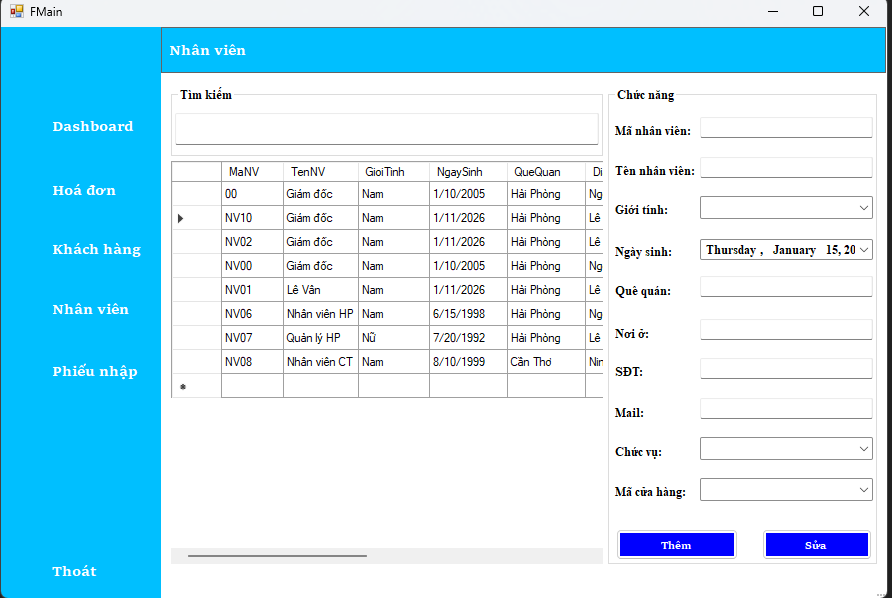 FMain
Nhân viên
Dashboard
Hoá đơn
Khách hàng
Nhân viên
Phiếu nhập
Thoát
Tìm kiếm
MaNV TenNV GioiTinh NgaySinh QueQuan Di
00 Giám đốc Nam 1/10/2005 Hải Phòng Ng
NV10 Giám đốc Nam 1/11/2026 Hải Phòng Lê
NV02 Giám đốc Nam 1/11/2026 Hải Phòng Lê
NV00 Giám đốc Nam 1/10/2005 Hải Phòng Ng
NV01 Lê Văn Nam 1/11/2026 Hải Phòng Lê
NV06 Nhân viên HP Nam 6/15/1998 Hải Phòng Ng
NV07 Quản lý HP Nữ 7/20/1992 Hải Phòng Lê
NV08 Nhân viên CT Nam 8/10/1999 Cần Thơ Nin
Chức năng
Mã nhân viên:
Tên nhân viên:
Giới tính:
Ngày sinh: Thursday , January 15, 20
Quê quán:
Nơi ở:
SĐT:
Mail:
Chức vụ:
Mã cửa hàng:
Thêm Sửa